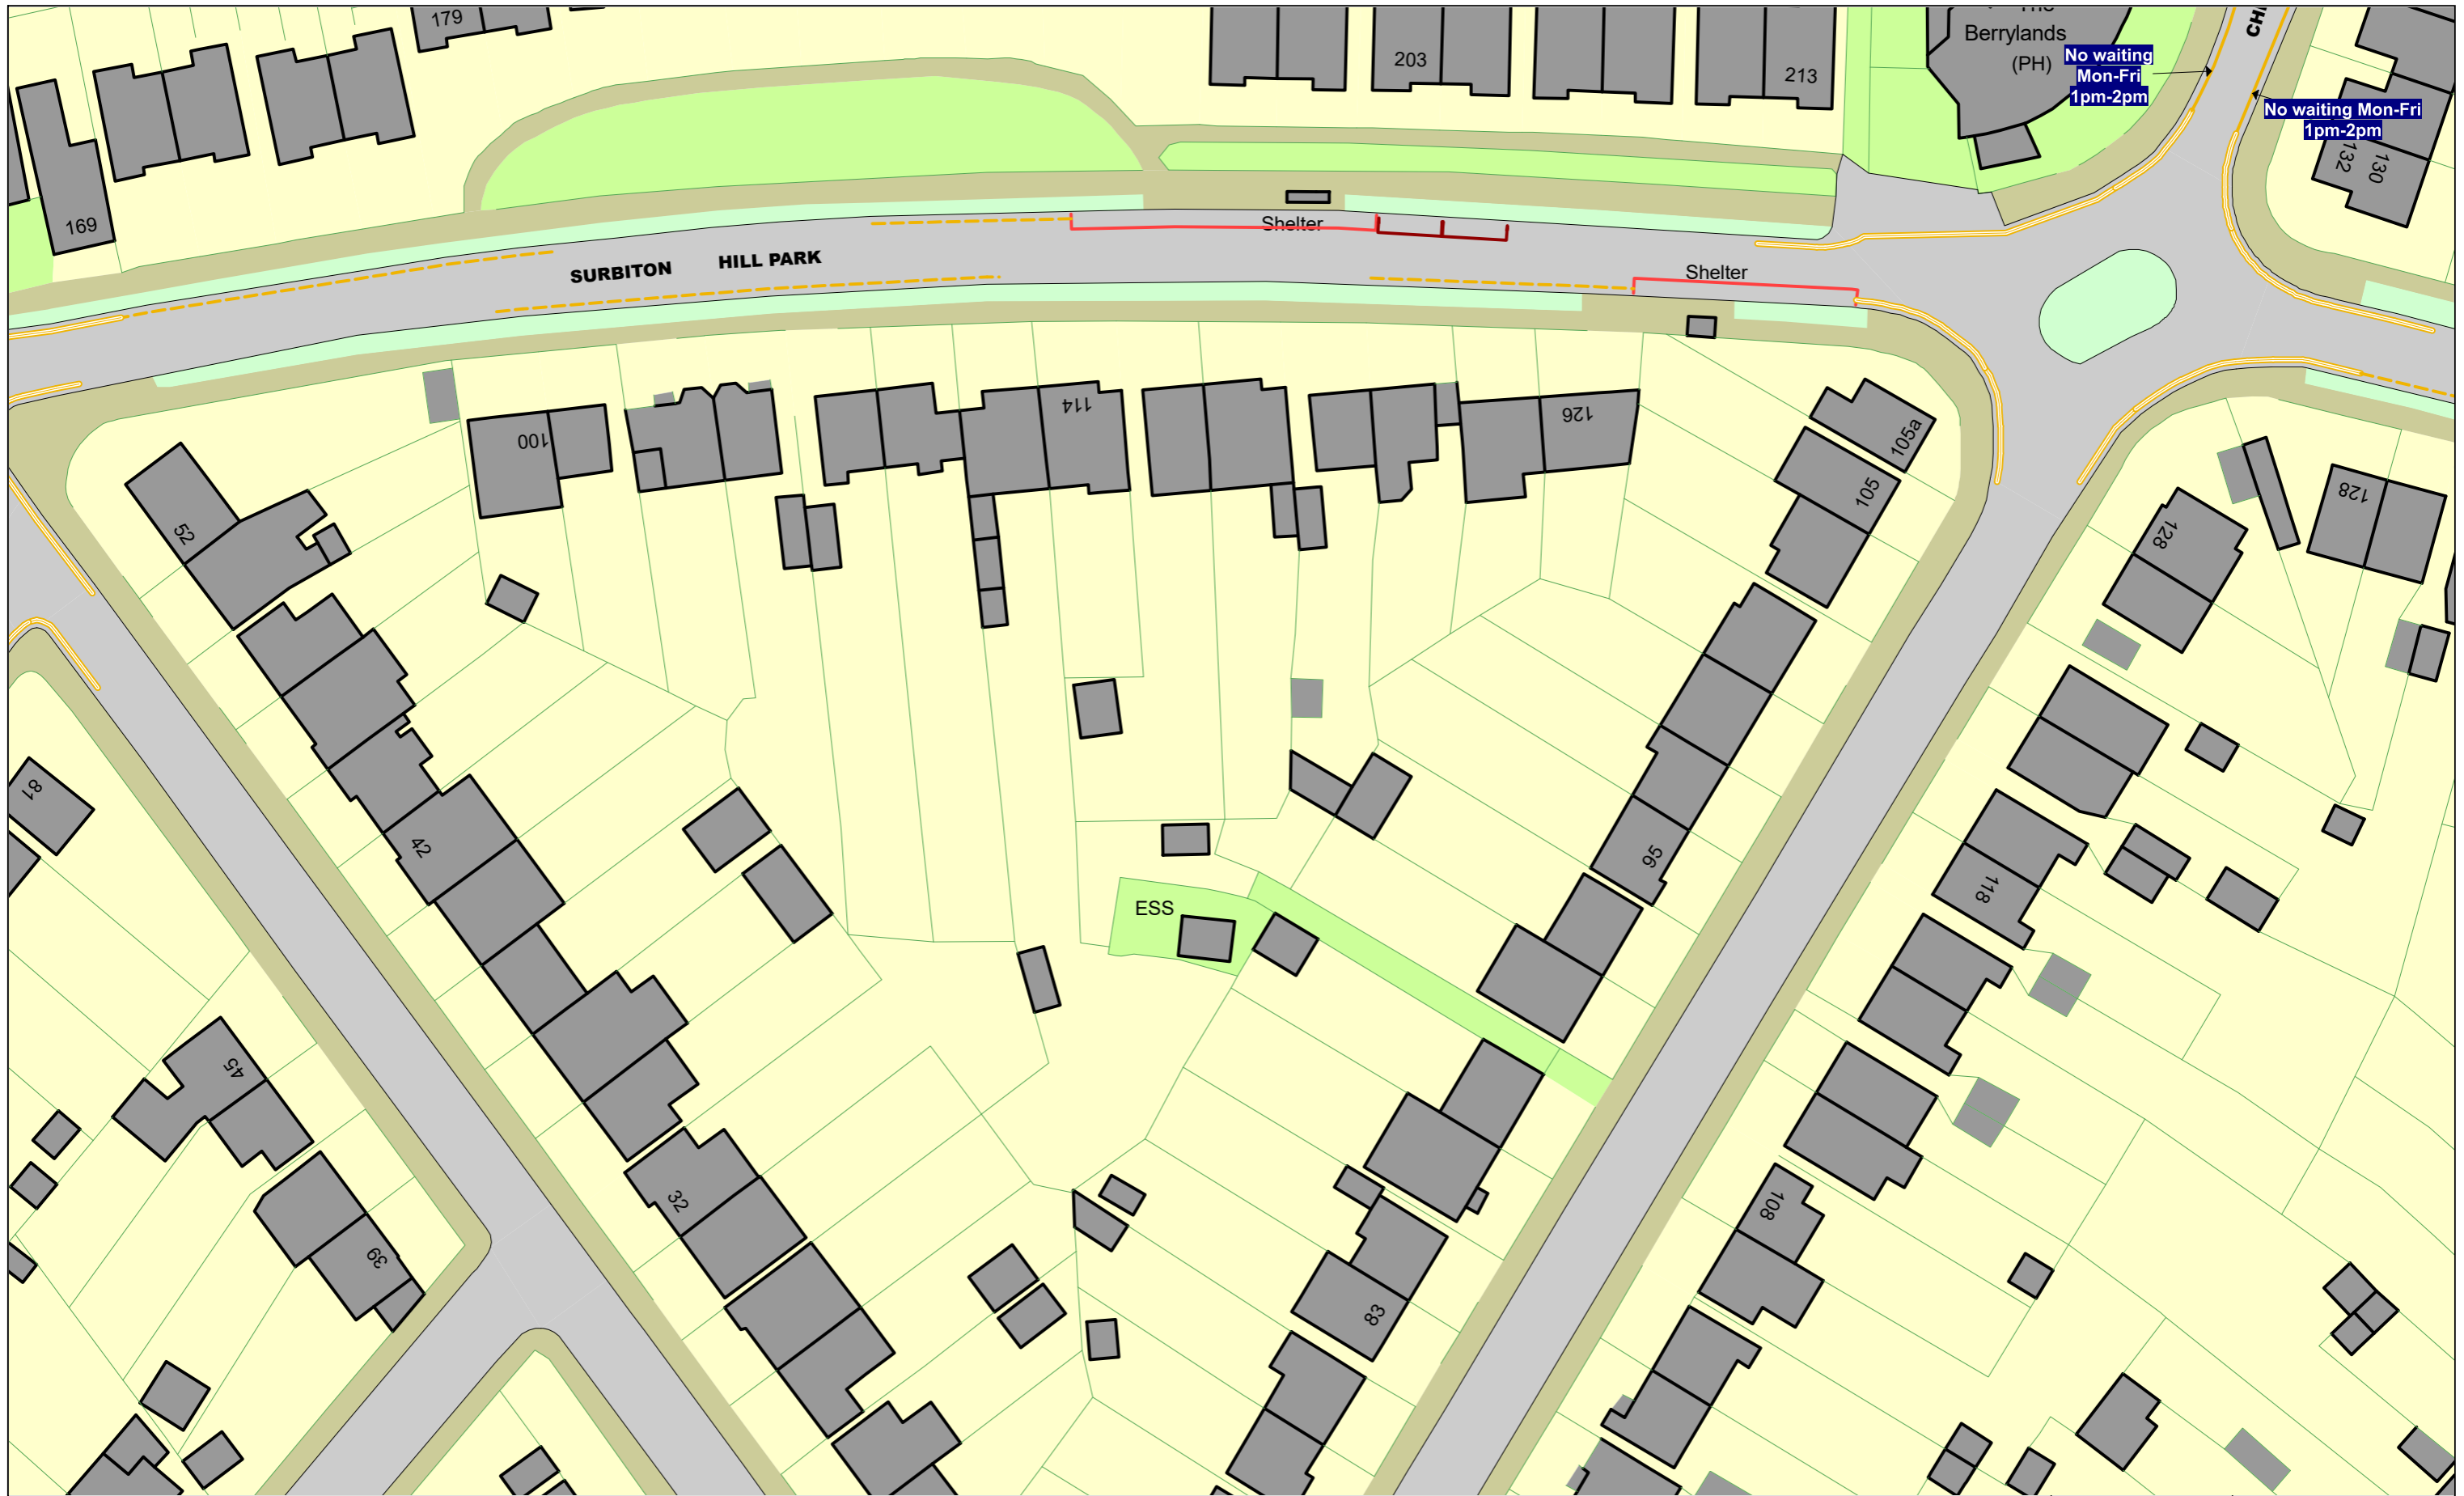 179
203
213
Berrylands
(PH)
No waiting
Mon-Fri
1pm-2pm
No waiting Mon-Fri
1pm-2pm
132
130
169
Shelter
SURBITON HILL PARK
Shelter
100
114
126
105a
105
52
128
128
81
42
95
118
ESS
45
32
108
39
83